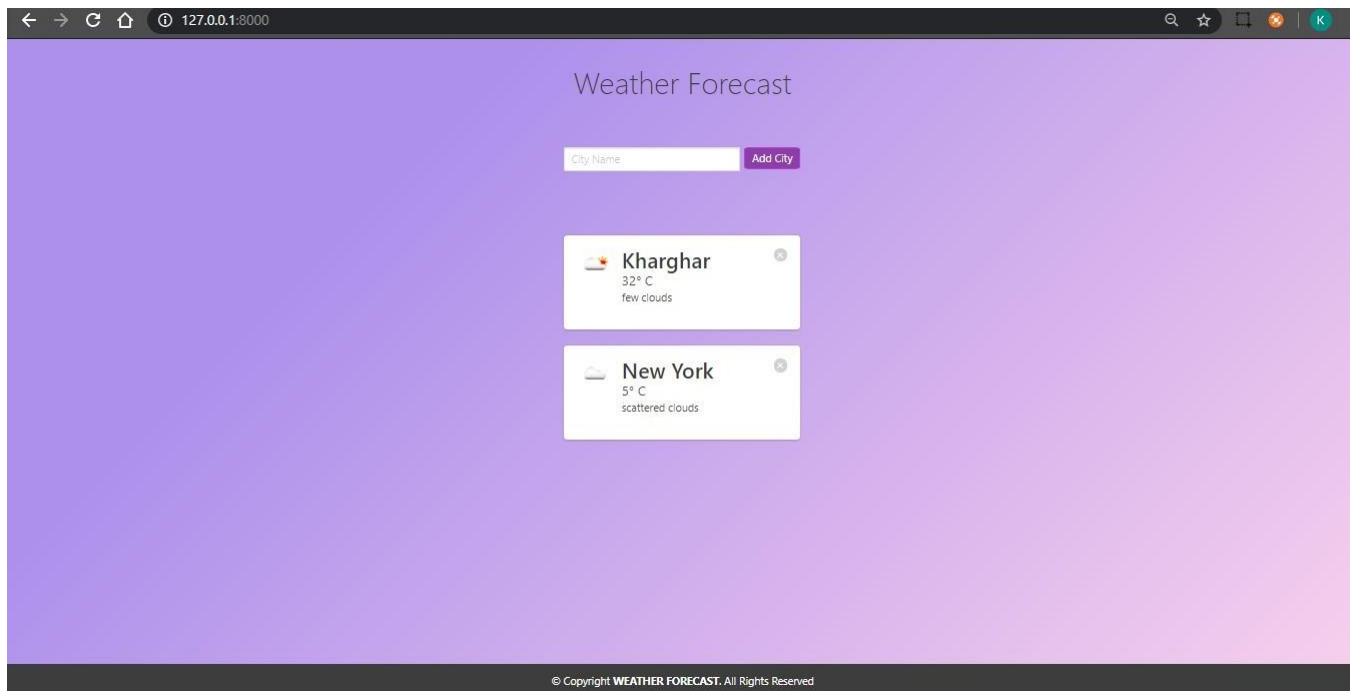 127.0.0.1:8000
K
Weather Forecast
City Name
Add City
Kharghar
32° C
few clouds
New York
5° C
scattered clouds
© Copyright WEATHER FORECAST. All Rights Reserved